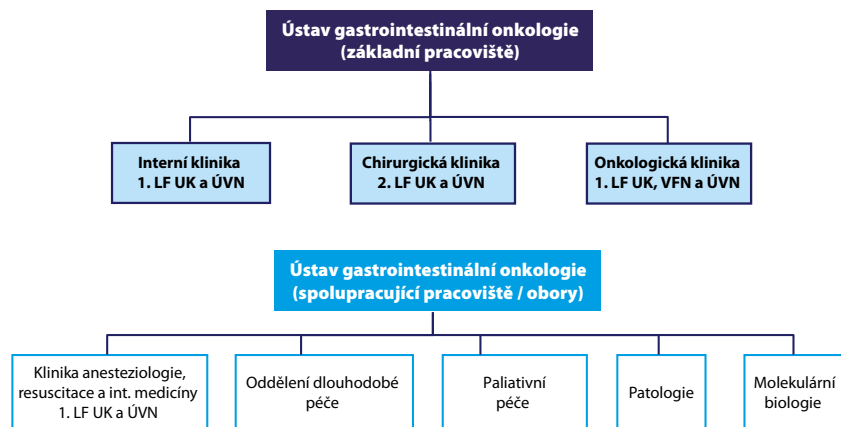 Ústav gastrointestinální onkologie
(základní pracoviště)
Interní klinika
1. LF UK a ÚVN
Chirurgická klinika
2. LF UK a ÚVN
Onkologická klinika
1. LF UK, VFN a ÚVN
Ústav gastrointestinální onkologie
(spolupracující pracoviště / obory)
Klinika anesteziologie,
resuscitace a int. medicíny
1. LF UK a ÚVN
Oddělení dlouhodobé
péče
Paliativní
péče
Patologie
Molekulární
biologie